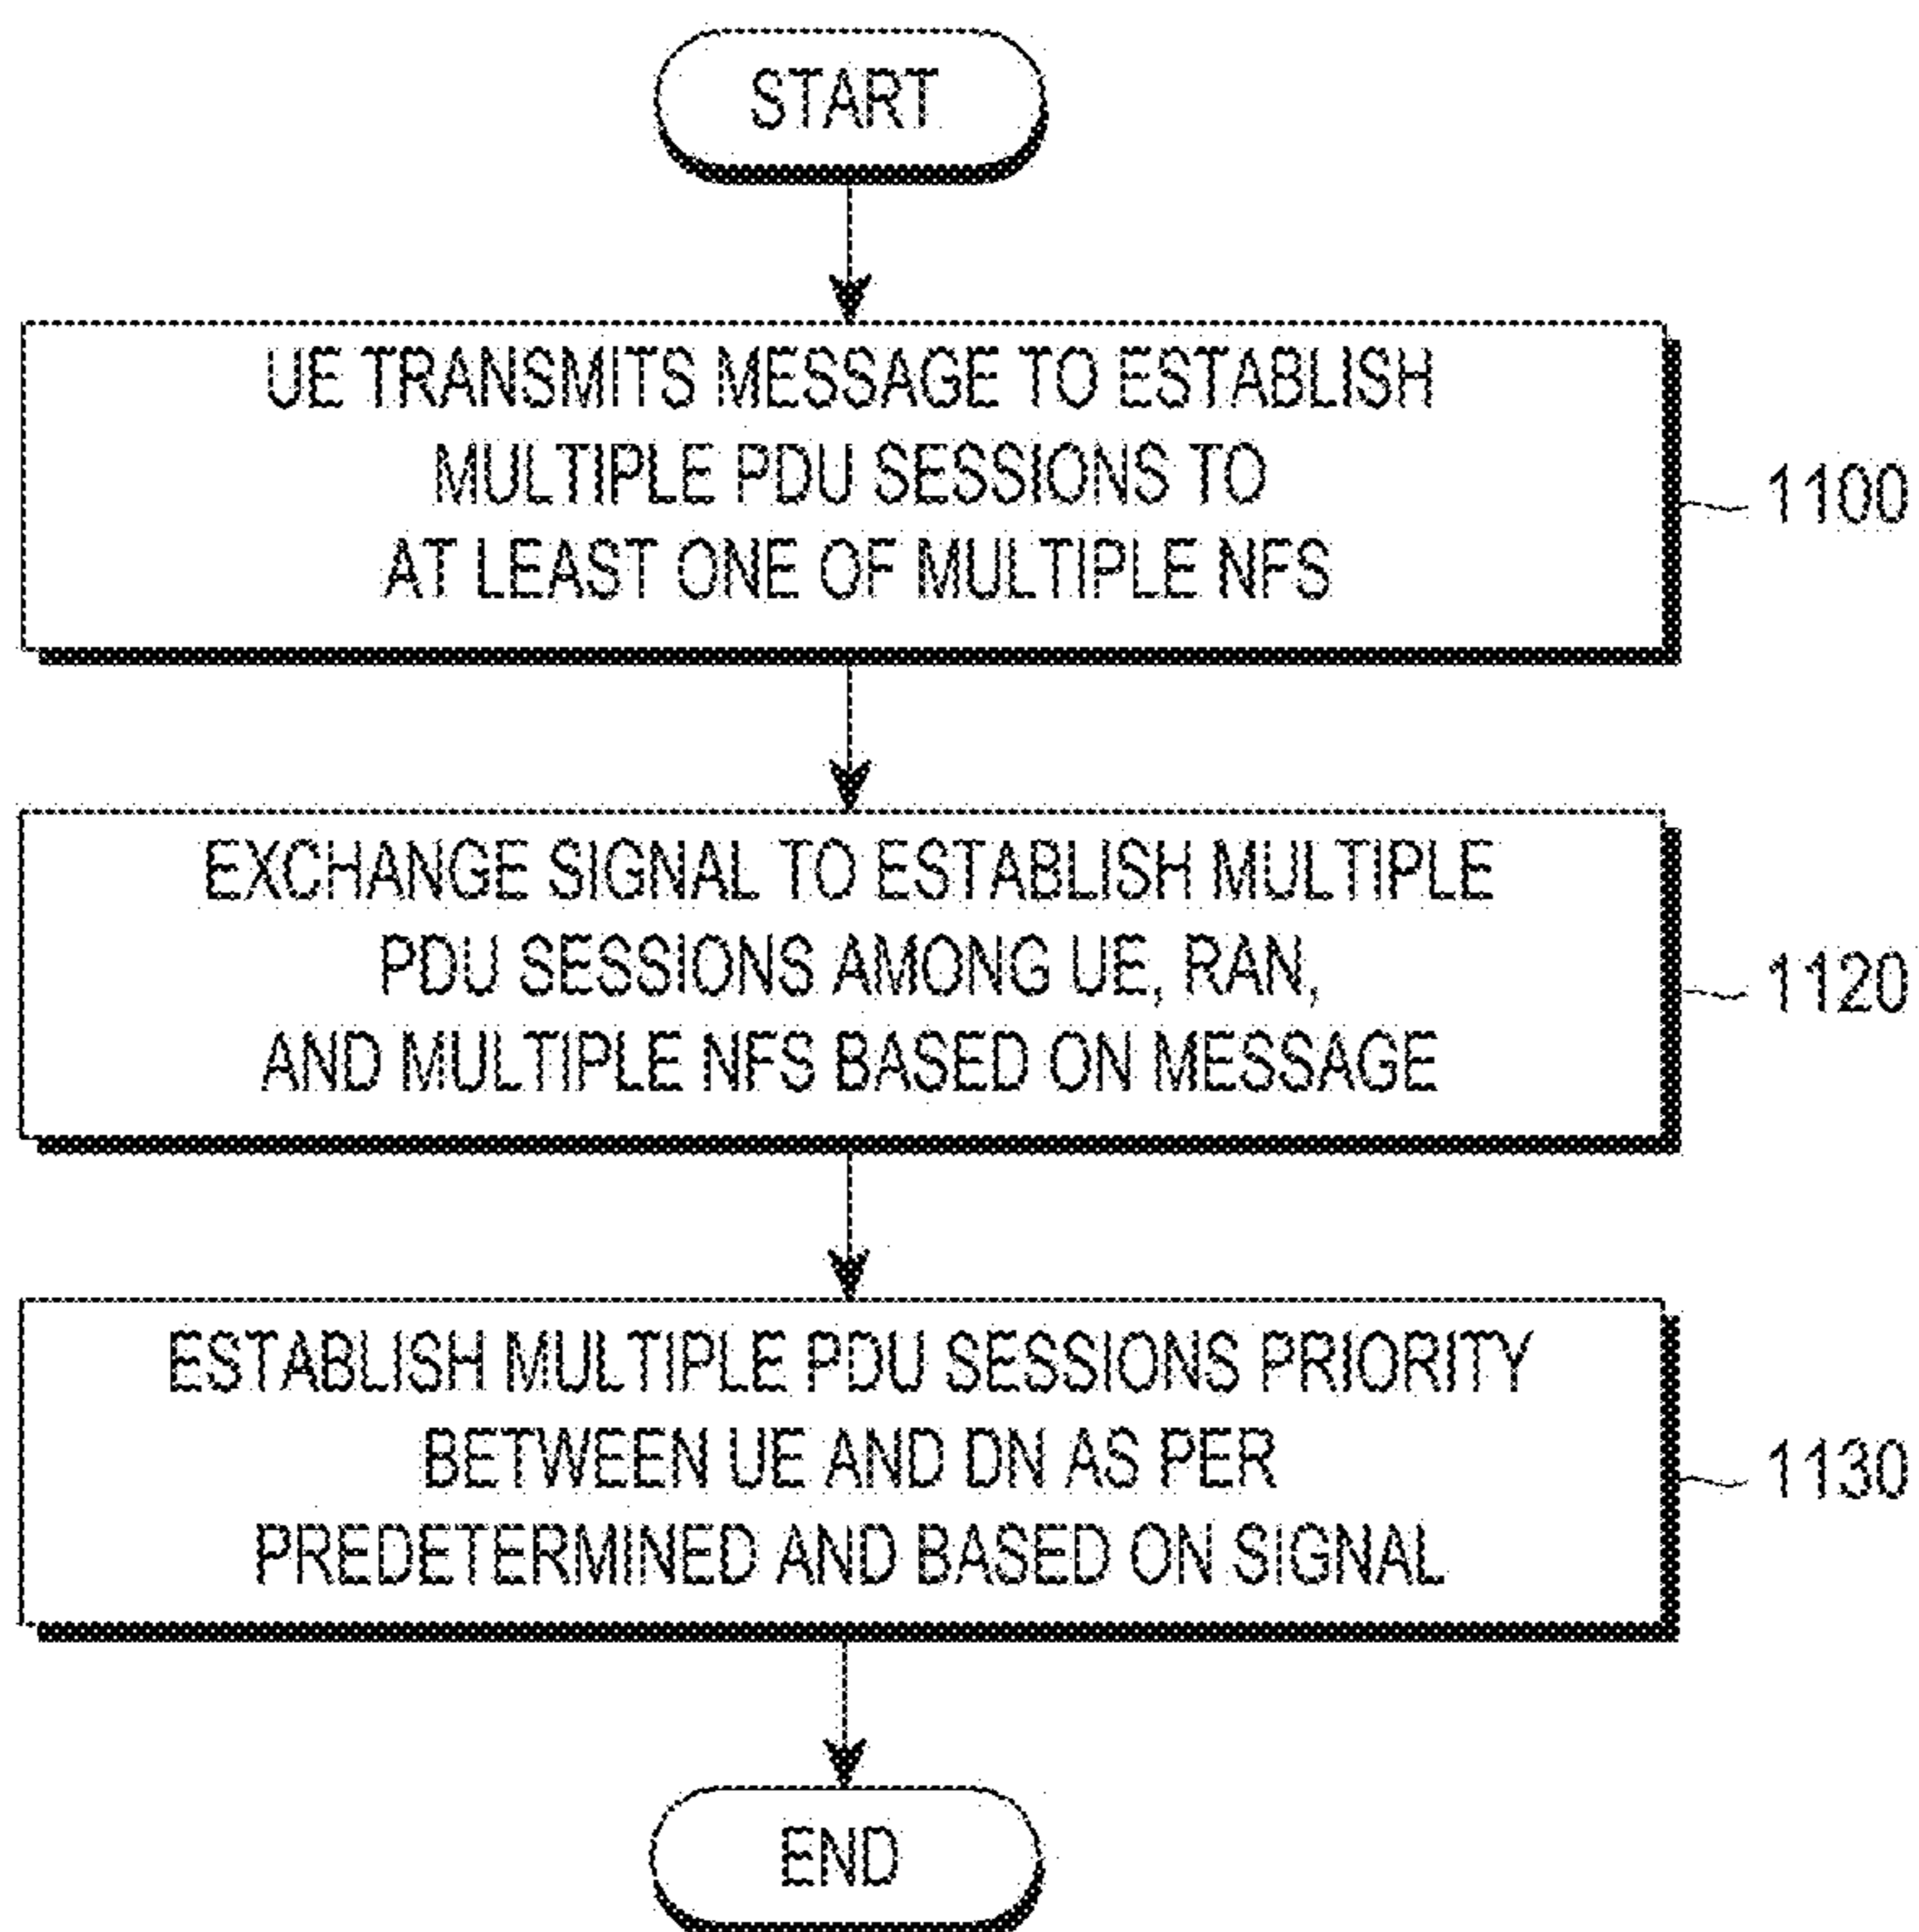 START
UE TRANSMITS MESSAGE TO ESTABLISH
MULTIPLE PDU SESSIONS TO
AT LEAST ONE OF MULTIPLE NFS
1100
EXCHANGE SIGNAL TO ESTABLISH MULTIPLE
PDU SESSIONS AMONG UE, RAN,
AND MULTIPLE NFS BASED ON MESSAGE
1120
ESTABLISH MULTIPLE PDU SESSIONS PRIORITY
BETWEEN UE AND DN AS PER
PREDETERMINED AND BASED ON SIGNAL
1130
END